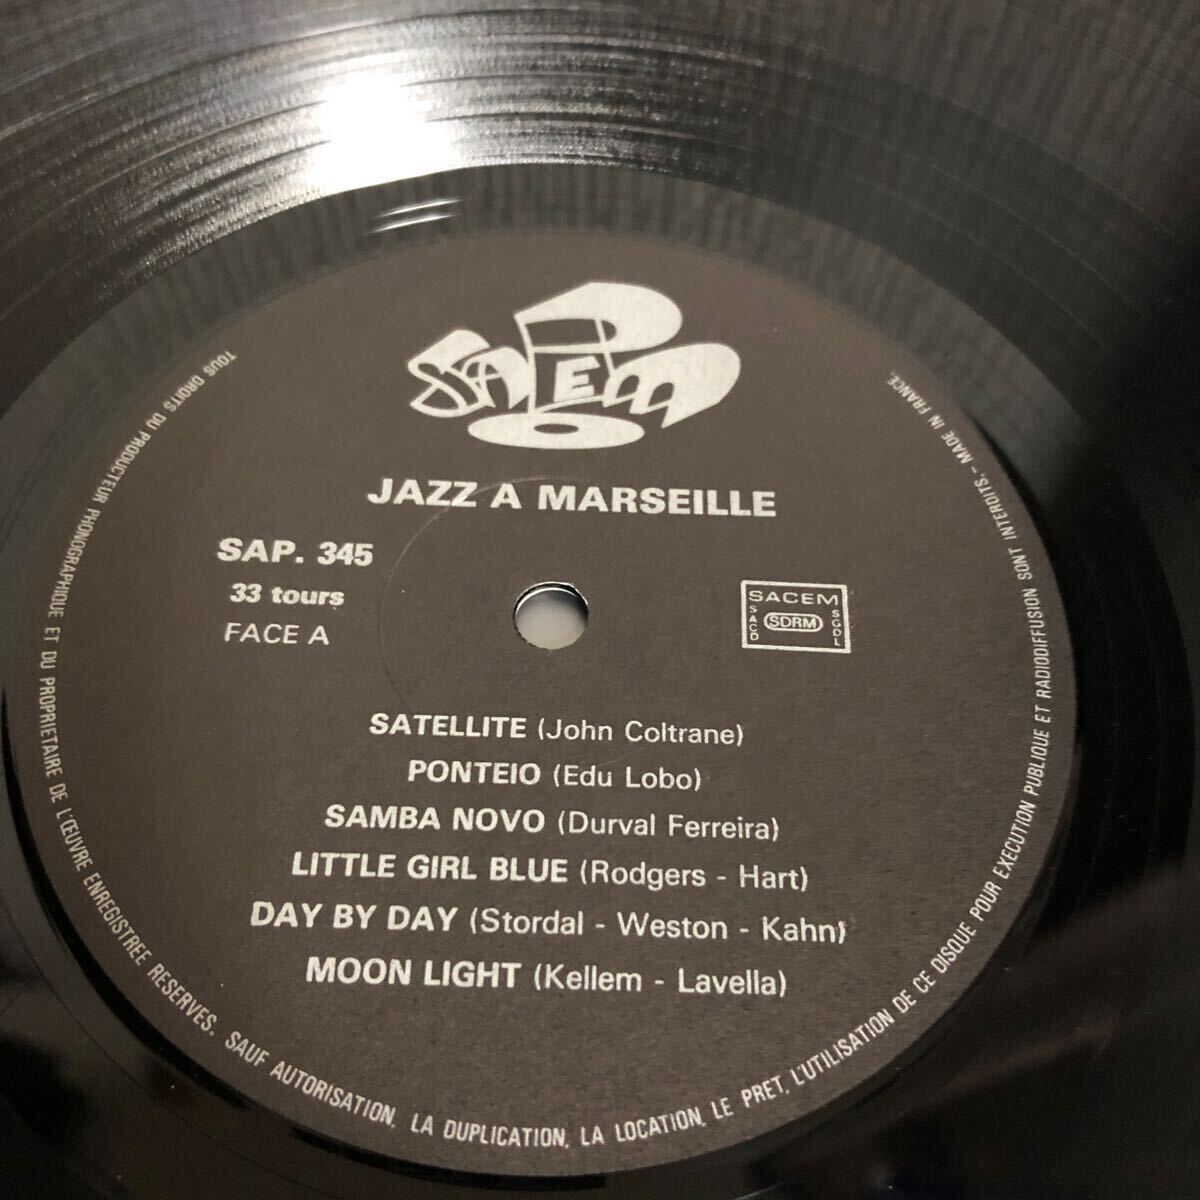 SAPEM
JAZZ A MARSEILLE
SAP. 345
33 tours
FACE A
SACEM
SACD
SDRM
SGDL
SATELLITE (John Coltrane)
PONTEIO (Edu Lobo)
SAMBA NOVO (Durval Ferreira)
LITTLE GIRL BLUE (Rodgers - Hart)
DAY BY DAY (Stordal - Weston - Kahn)
MOON LIGHT (Kellem - Lavella)
TOUS DROITS DU PRODUCTEUR PHONOGRAPHIQUE ET DU PROPRIETAIRE DE L'ŒUVRE ENREGISTREE RESERVES. SAUF AUTORISATION, LA DUPLICATION, LA LOCATION, LE PRET, L'UTILISATION DE CE DISQUE POUR EXECUTION PUBLIQUE ET RADIODIFFUSION SONT INTERDITS. - MADE IN FRANCE.